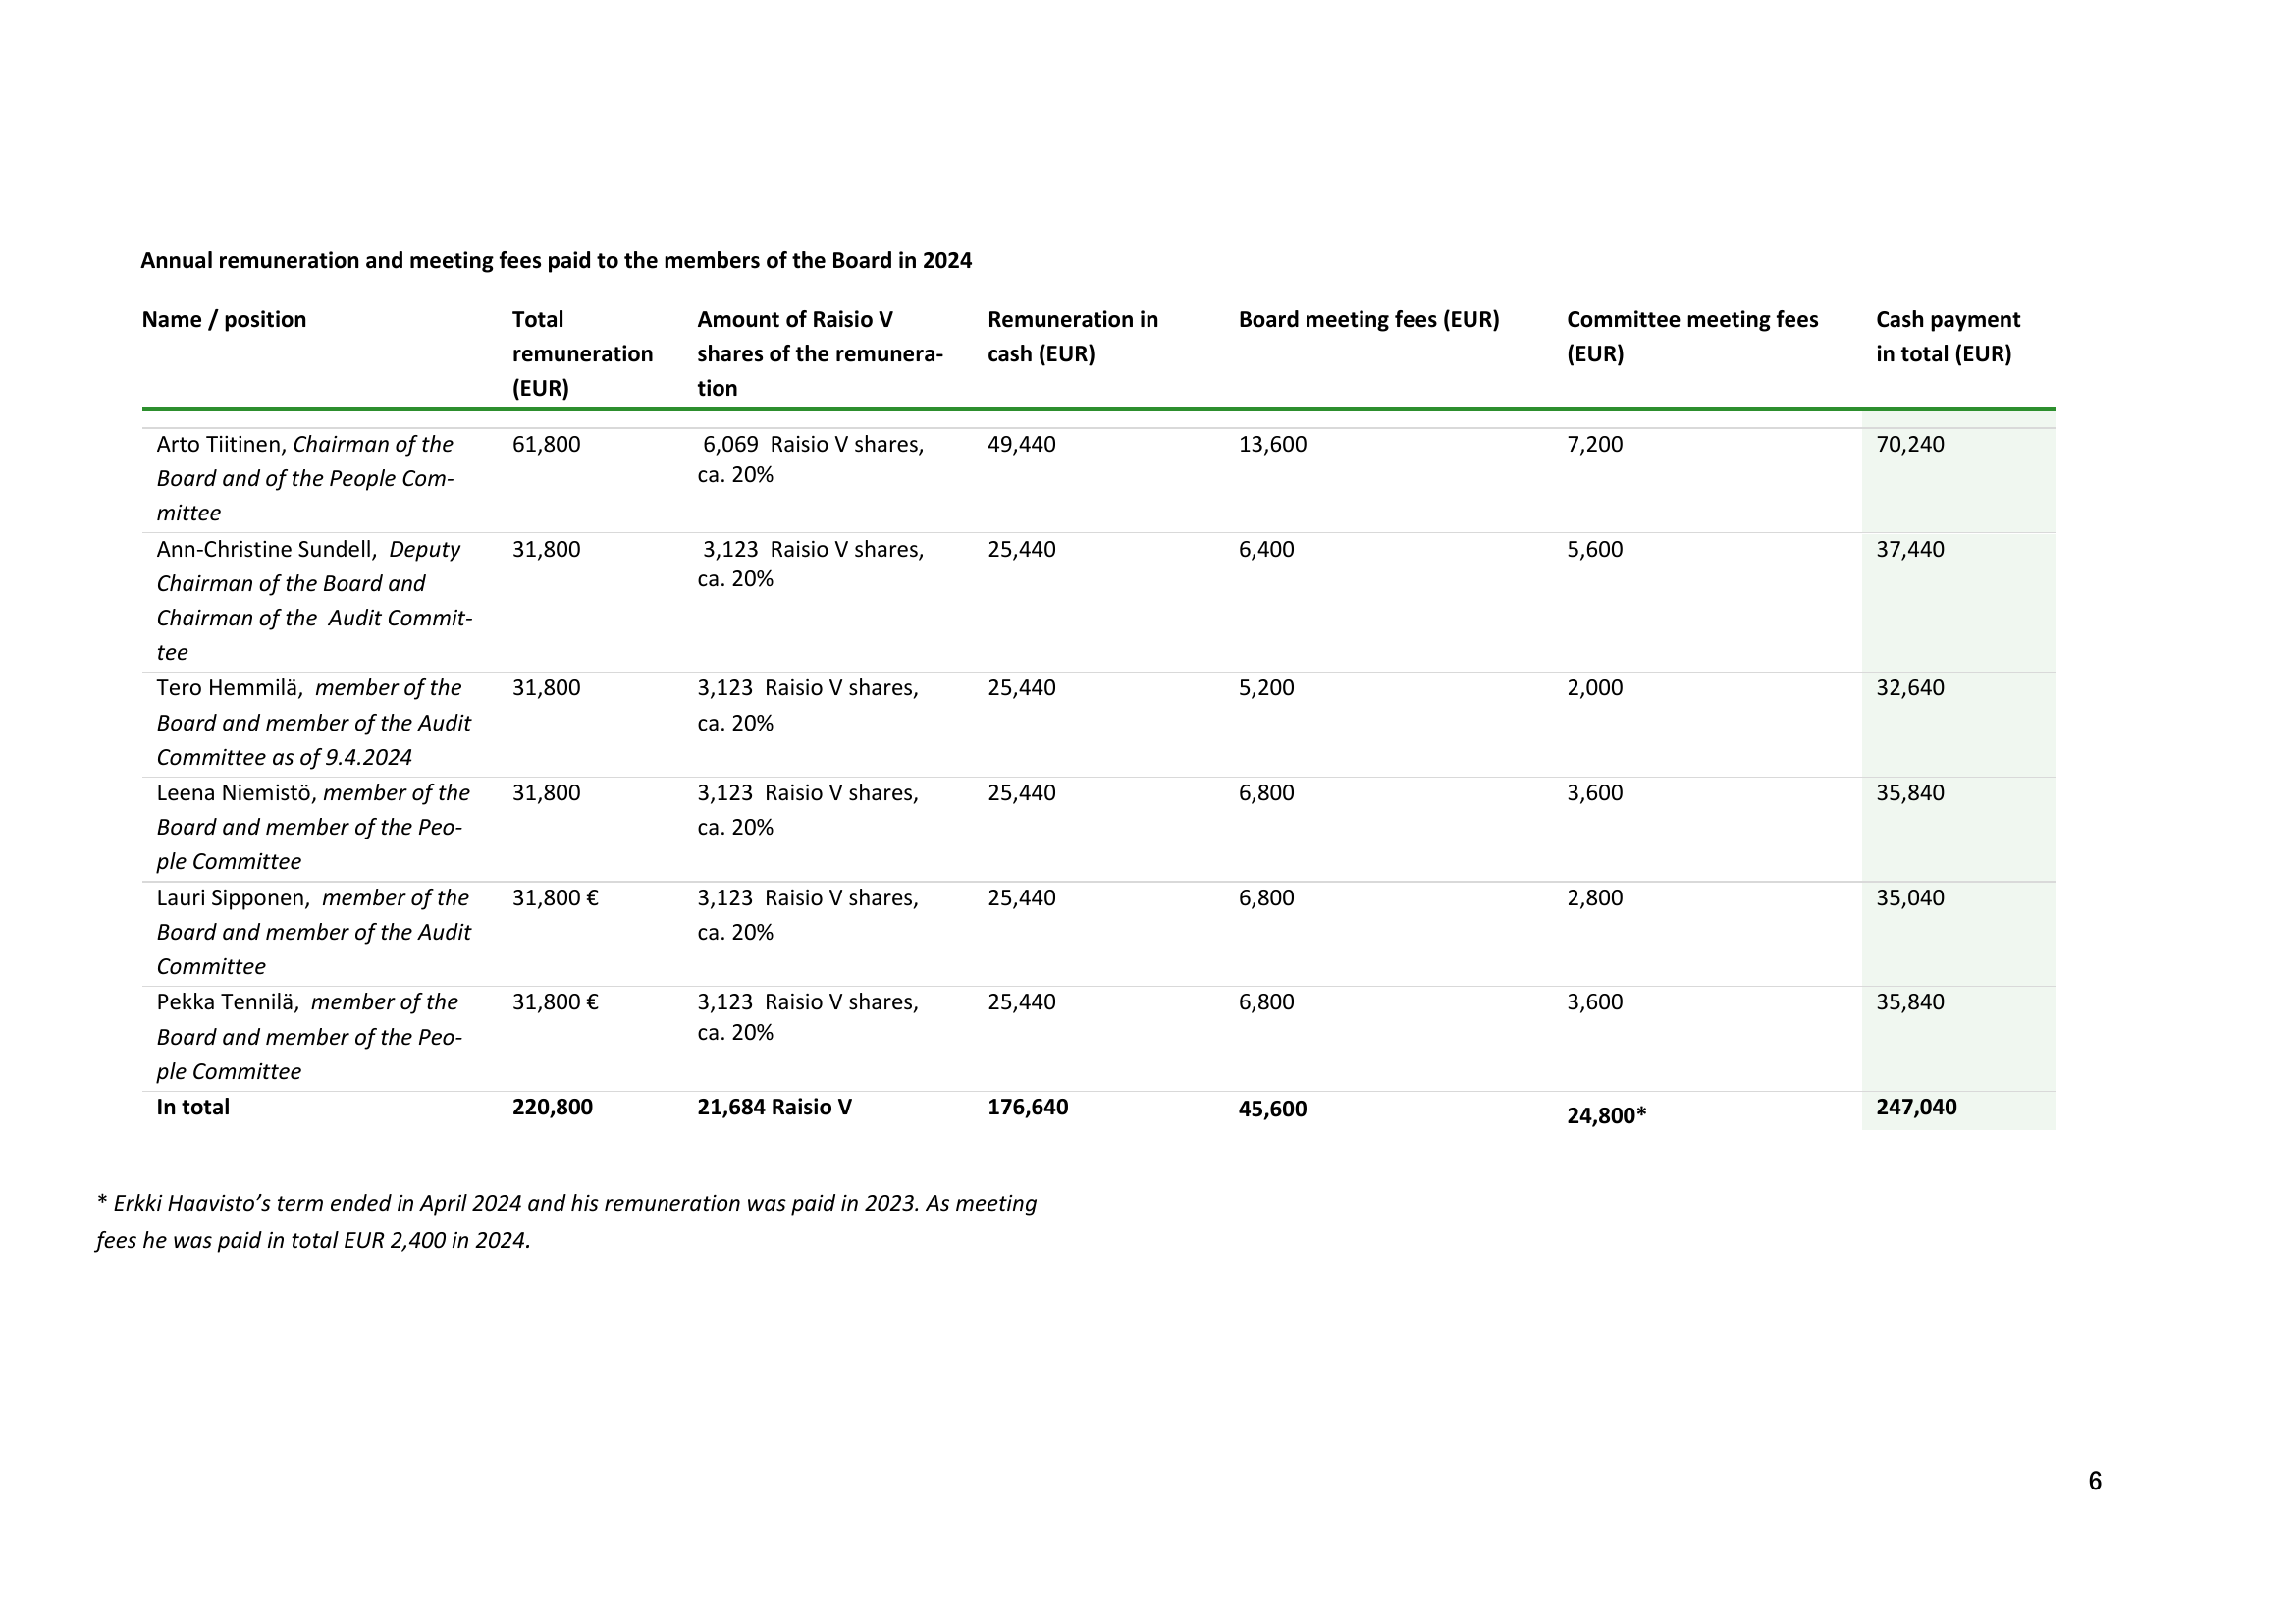 Annual remuneration and meeting fees paid to the members of the Board in 2024
Name / position
Total
remuneration
(EUR)
Amount of Raisio V
shares of the remunera-
tion
Remuneration in
cash (EUR)
Board meeting fees (EUR)
Committee meeting fees
(EUR)
Cash payment
in total (EUR)
Arto Tiitinen, Chairman of the
Board and of the People Com-
mittee
61,800
6,069 Raisio V shares,
ca. 20%
49,440
13,600
7,200
70,240
Ann-Christine Sundell, Deputy
Chairman of the Board and
Chairman of the Audit Commit-
tee
31,800
3,123 Raisio V shares,
ca. 20%
25,440
6,400
5,600
37,440
Tero Hemmilä, member of the
Board and member of the Audit
Committee as of 9.4.2024
31,800
3,123 Raisio V shares,
ca. 20%
25,440
5,200
2,000
32,640
Leena Niemistö, member of the
Board and member of the Peo-
ple Committee
31,800
3,123 Raisio V shares,
ca. 20%
25,440
6,800
3,600
35,840
Lauri Sipponen, member of the
Board and member of the Audit
Committee
31,800 €
3,123 Raisio V shares,
ca. 20%
25,440
6,800
2,800
35,040
Pekka Tennilä, member of the
Board and member of the Peo-
ple Committee
31,800 €
3,123 Raisio V shares,
ca. 20%
25,440
6,800
3,600
35,840
In total
220,800
21,684 Raisio V
176,640
45,600
24,800*
247,040
* Erkki Haavisto’s term ended in April 2024 and his remuneration was paid in 2023. As meeting
fees he was paid in total EUR 2,400 in 2024.
6